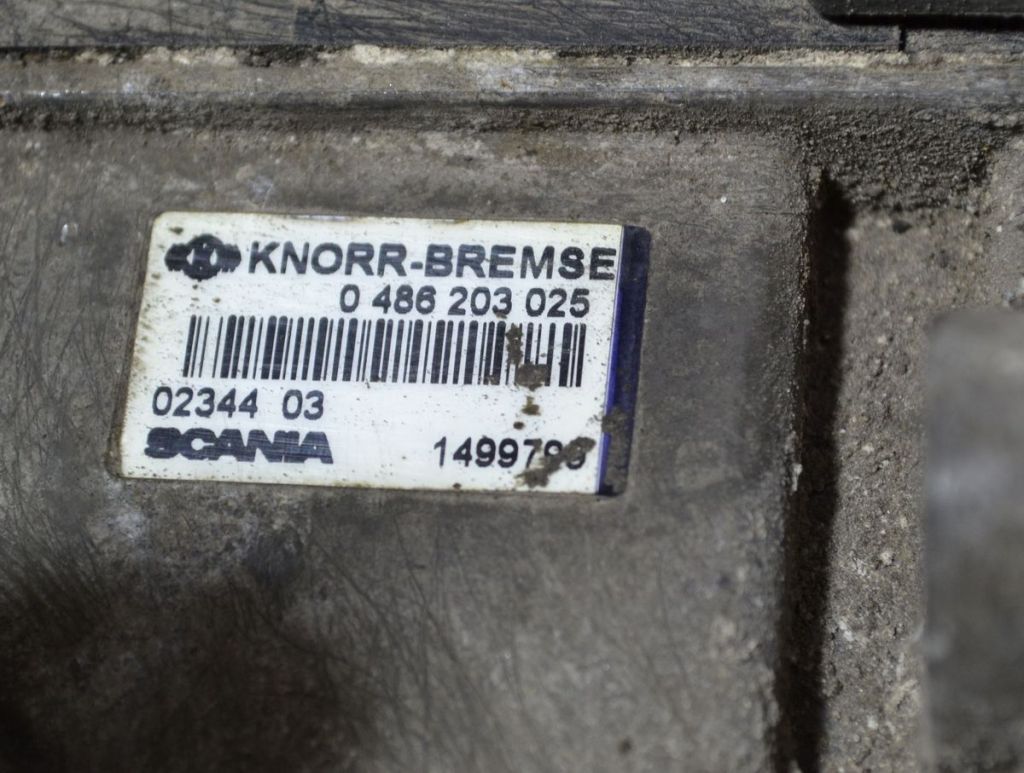 KNORR-BREMSE
0 486 203 025
02344 03
SCANIA